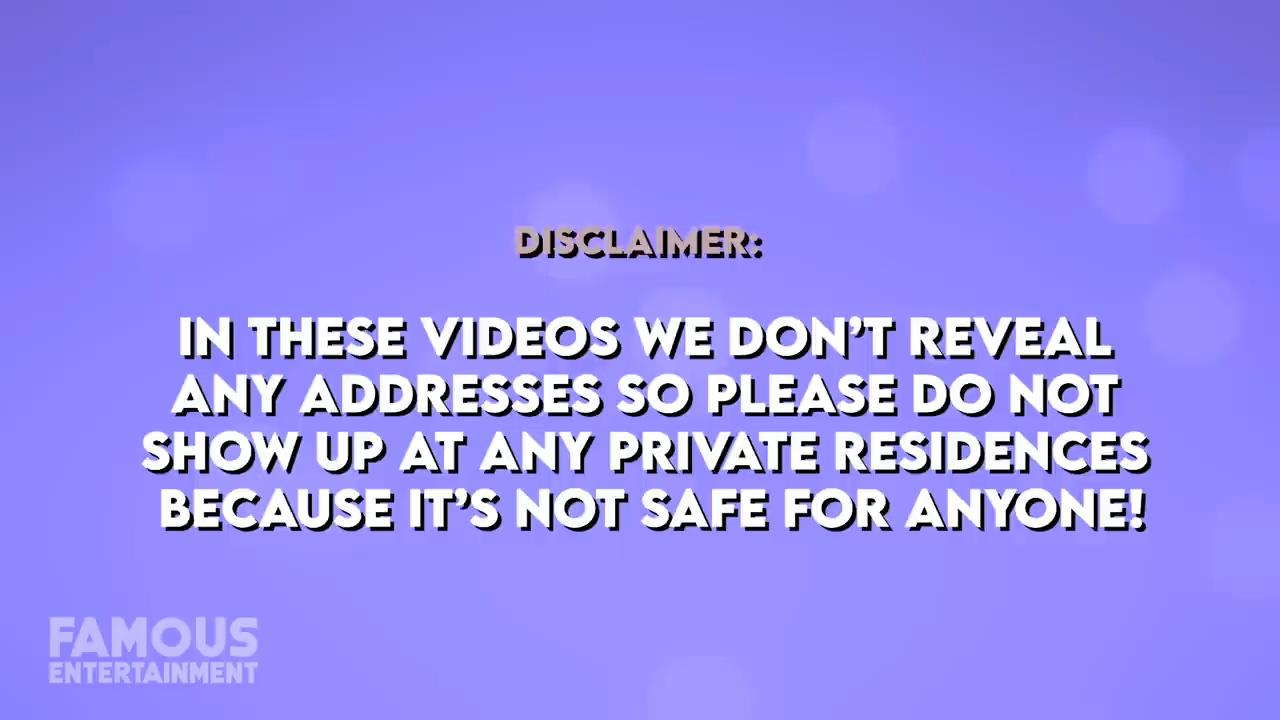 DISCLAIMER:
IN THESE VIDEOS WE DON'T REVEAL
ANY ADDRESSES SO PLEASE DO NOT
SHOW UP AT ANY PRIVATE RESIDENCES
BECAUSE IT'S NOT SAFE FOR ANYONE!
FAMOUS
ENTERTAINMENT